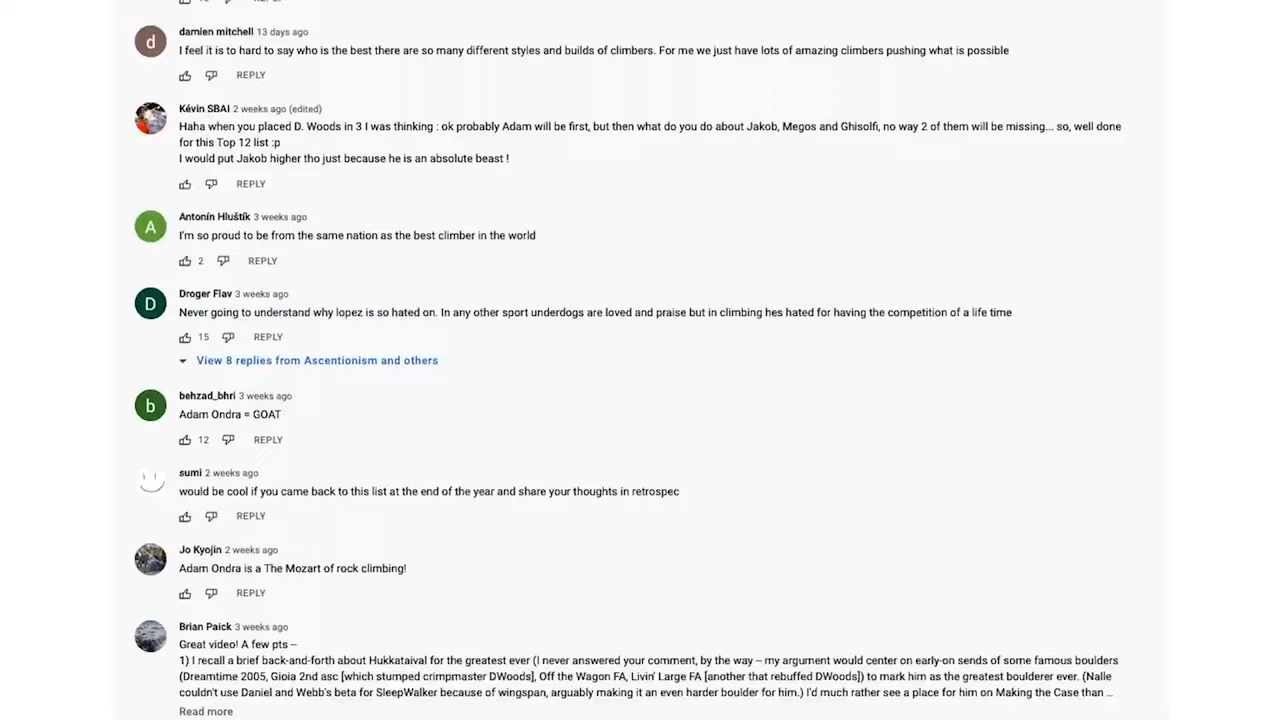 REPLY
d
damien mitchell 13 days ago
I feel it is to hard to say who is the best there are so many different styles and builds of climbers. For me we just have lots of amazing climbers pushing what is possible
REPLY
Kévin SBAI 2 weeks ago (edited)
Haha when you placed D. Woods in 3 I was thinking : ok probably Adam will be first, but then what do you do about Jakob, Megos and Ghisolfi, no way 2 of them will be missing... so, well done
for this Top 12 list :p
I would put Jakob higher tho just because he is an absolute beast !
REPLY
A
Antonín Hluštík 3 weeks ago
I'm so proud to be from the same nation as the best climber in the world
2 REPLY
D
Droger Flav 3 weeks ago
Never going to understand why lopez is so hated on. In any other sport underdogs are loved and praise but in climbing hes hated for having the competition of a life time
15 REPLY
View 8 replies from Ascentionism and others
b
behzad_bhri 3 weeks ago
Adam Ondra = GOAT
12 REPLY
sumi 2 weeks ago
would be cool if you came back to this list at the end of the year and share your thoughts in retrospec
REPLY
Jo Kyojin 2 weeks ago
Adam Ondra is a The Mozart of rock climbing!
REPLY
Brian Paick 3 weeks ago
Great video! A few pts --
1) I recall a brief back-and-forth about Hukkataival for the greatest ever (I never answered your comment, by the way -- my argument would center on early-on sends of some famous boulders
(Dreamtime 2005, Gioia 2nd asc [which stumped crimpmaster DWoods], Off the Wagon FA, Livin' Large FA [another that rebuffed DWoods]) to mark him as the greatest boulderer ever. (Nalle
couldn't use Daniel and Webb's beta for SleepWalker because of wingspan, arguably making it an even harder boulder for him.) I'd much rather see a place for him on Making the Case than ...
Read more